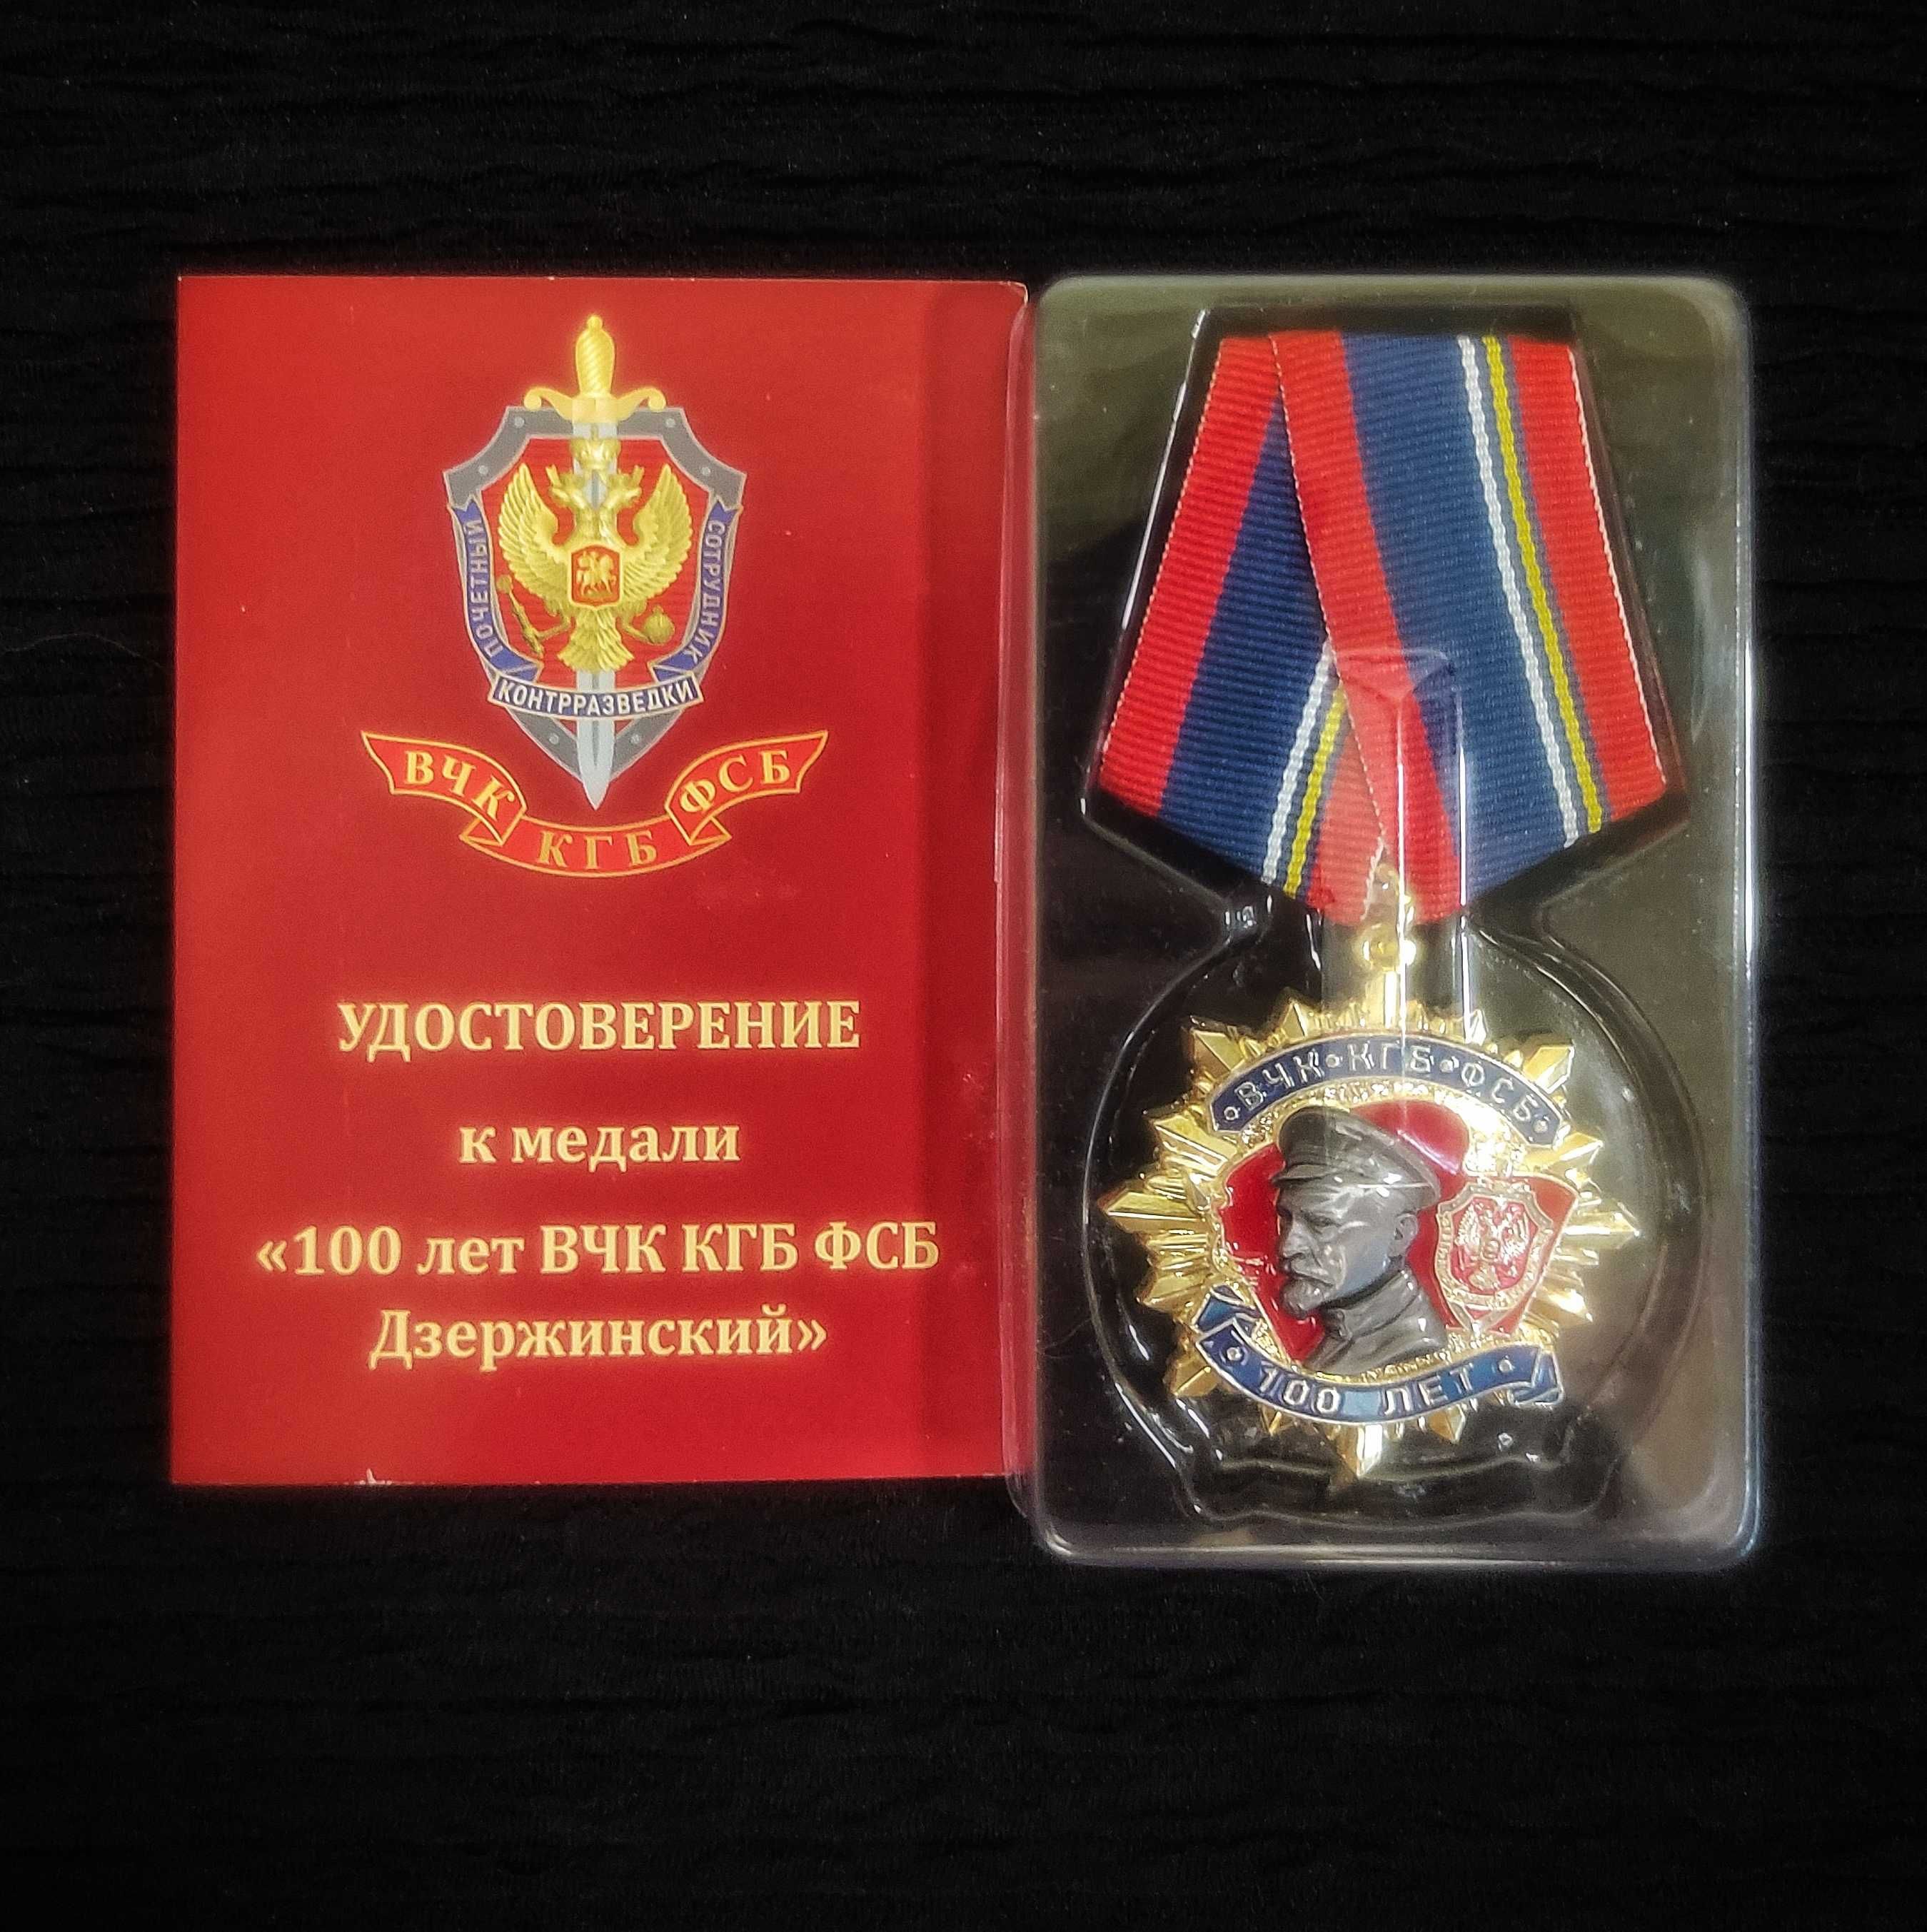 ПОЧЕТНЫЙ
СОТРУДНИК
КОНТРРАЗВЕДКИ
ВЧК
КГБ
ФСБ
УДОСТОВЕРЕНИЕ
к медали
«100 лет ВЧК КГБ ФСБ
Дзержинский»
ВЧК•КГБ•ФСБ
100 ЛЕТ